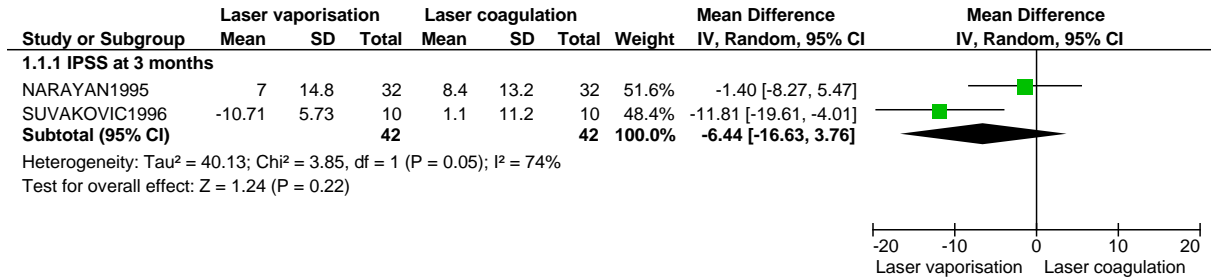 Laser vaporisation Laser coagulation Mean Difference Mean Difference
Study or Subgroup Mean SD Total Mean SD Total Weight IV, Random, 95% CI IV, Random, 95% CI
1.1.1 IPSS at 3 months
NARAYAN1995 7 14.8 32 8.4 13.2 32 51.6% -1.40 [-8.27, 5.47]
SUVAKOVIC1996 -10.71 5.73 10 1.1 11.2 10 48.4% -11.81 [-19.61, -4.01]
Subtotal (95% CI) 42 42 100.0% -6.44 [-16.63, 3.76]
Heterogeneity: Tau² = 40.13; Chi² = 3.85, df = 1 (P = 0.05); I² = 74%
Test for overall effect: Z = 1.24 (P = 0.22)
-20 -10 0 10 20
Laser vaporisation Laser coagulation